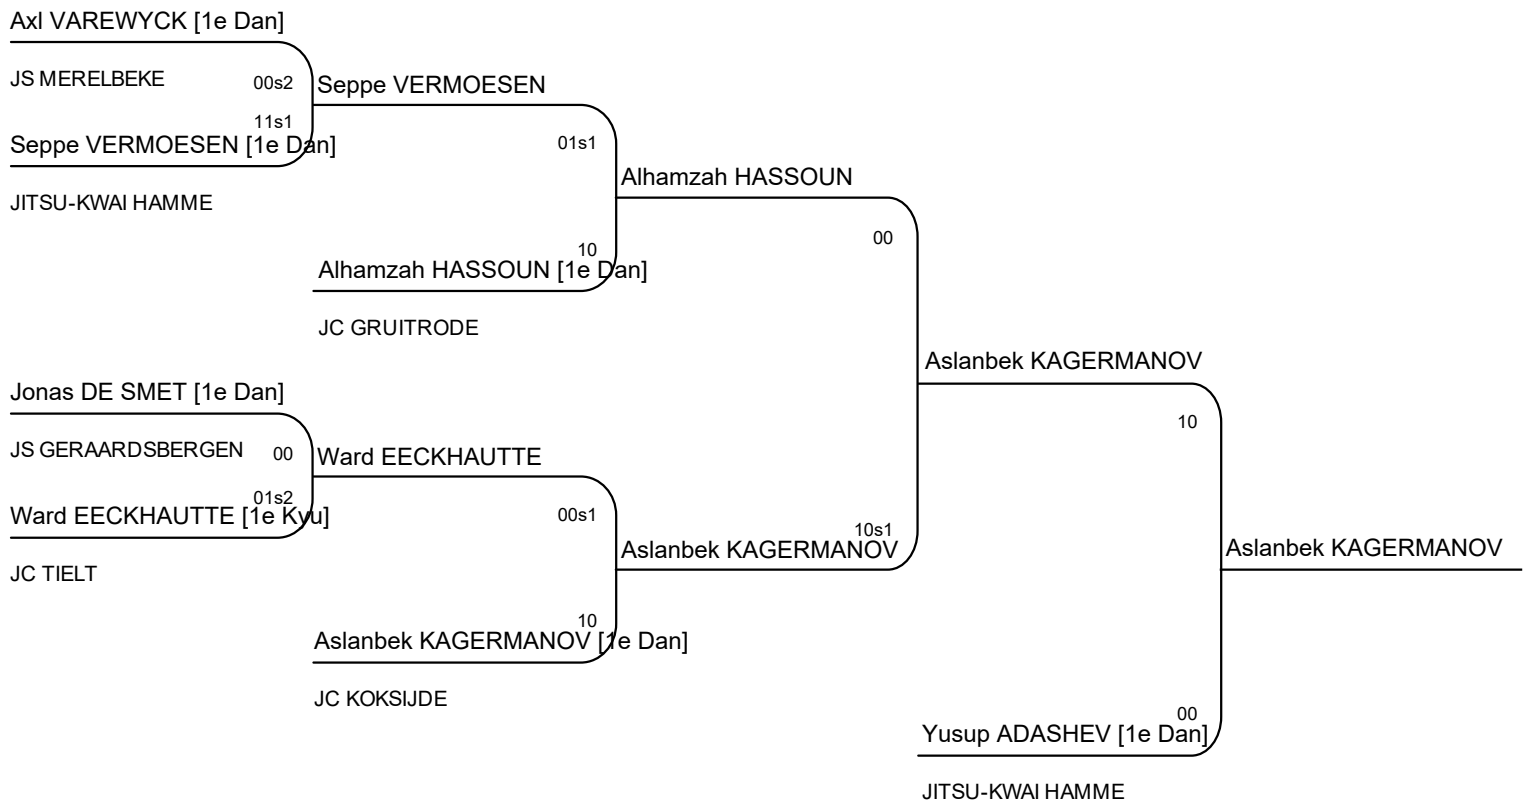 Axl VAREWYCK [1e Dan]
JS MERELBEKE
00s2
Seppe VERMOESEN
11s1
Seppe VERMOESEN [1e Dan]
01s1
Alhamzah HASSOUN
JITSU-KWAI HAMME
00
10
Alhamzah HASSOUN [1e Dan]
JC GRUITRODE
Aslanbek KAGERMANOV
Jonas DE SMET [1e Dan]
10
JS GERAARDSBERGEN
00
Ward EECKHAUTTE
01s2
Ward EECKHAUTTE [1e Kyu]
00s1
10s1
Aslanbek KAGERMANOV
Aslanbek KAGERMANOV
JC TIELT
10
Aslanbek KAGERMANOV [1e Dan]
JC KOKSIJDE
00
Yusup ADASHEV [1e Dan]
JITSU-KWAI HAMME